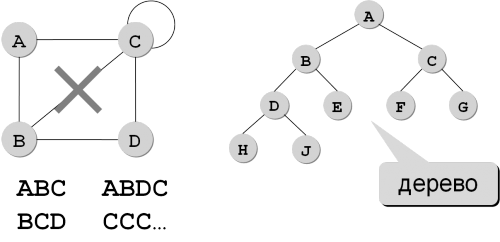 A C
B D
ABC ABDC
BCD CCC...
A
B C
D E F G
H J
дерево